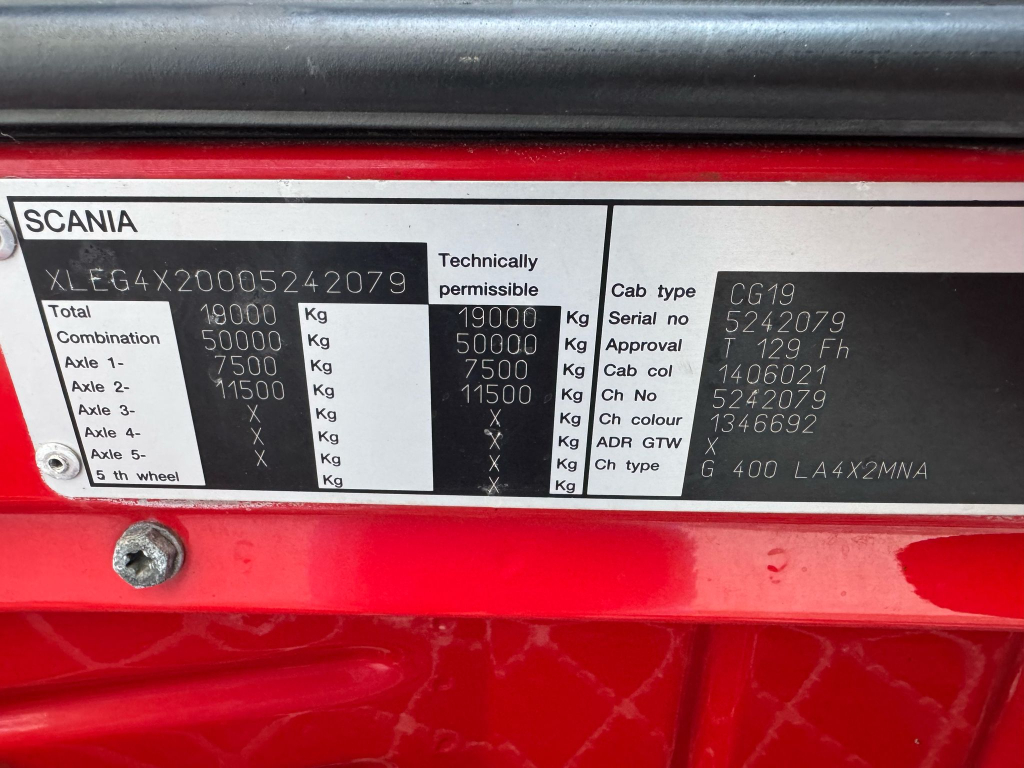 SCANIA
XLEG4X20005242079
Technically
permissible
Total 19000 Kg 19000 Kg
Combination 50000 Kg 50000 Kg
Axle 1- 7500 Kg 7500 Kg
Axle 2- 11500 Kg 11500 Kg
Axle 3- X Kg X Kg
Axle 4- X Kg X Kg
Axle 5- X Kg X Kg
5 th wheel Kg X Kg
Cab type CG19
Serial no 5242079
Approval T 129 Fh
Cab col 1406021
Ch No 5242079
Ch colour 1346692
ADR GTW X
Ch type G 400 LA4X2MNA